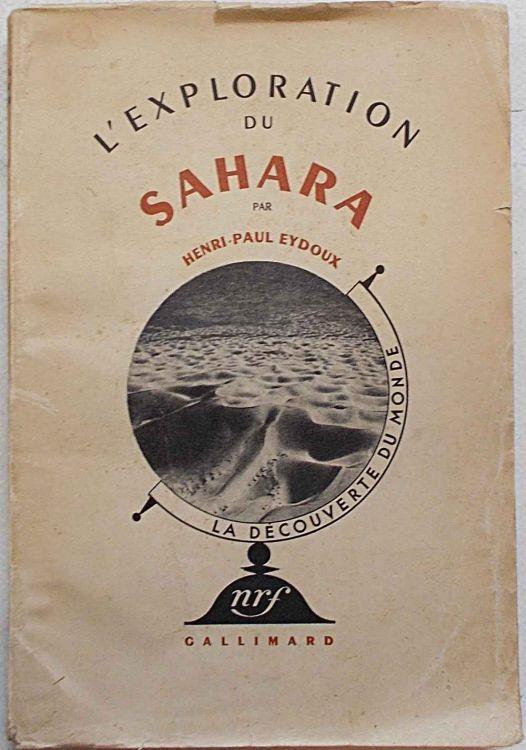 L'EXPLORATION
DU
SAHARA
PAR
HENRI-PAUL EYDOUX
LA DÉCOUVERTE DU MONDE
nrf
GALLIMARD